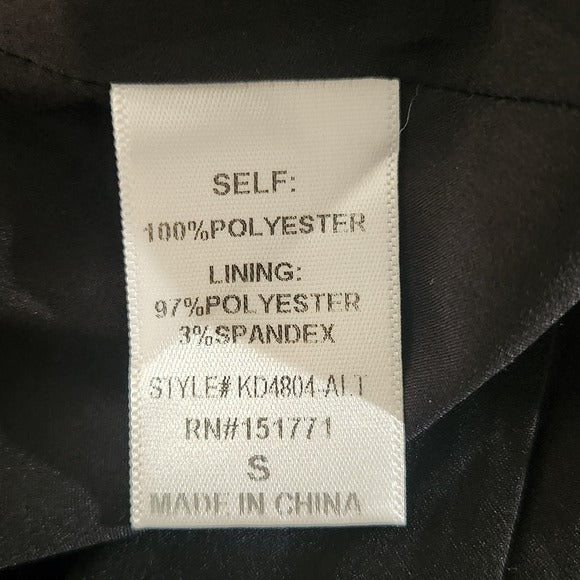 SELF:
100%POLYESTER
LINING:
97%POLYESTER
3%SPANDEX
STYLE# KD4804-ALT
RN#151771
S
MADE IN CHINA